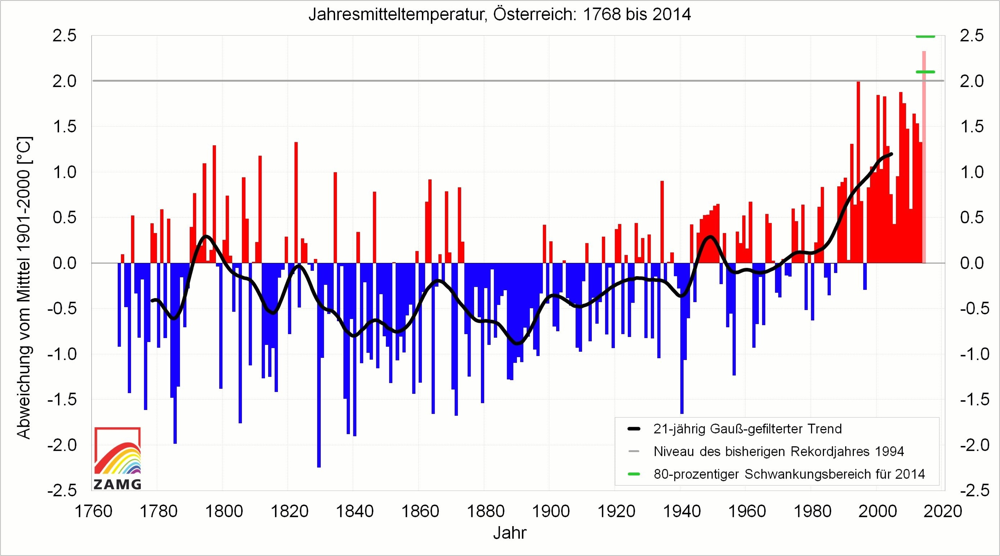 Jahresmitteltemperatur, Österreich: 1768 bis 2014
2.5 2.5
2.0 2.0
1.5 1.5
1.0 1.0
0.5 0.5
0.0 0.0
-0.5 -0.5
-1.0 -1.0
-1.5 -1.5
-2.0 -2.0
-2.5 -2.5
Abweichung vom Mitttel 1901-2000 [°C]
21-jährig Gauß-gefilterter Trend
Niveau des bisherigen Rekordjahres 1994
80-prozentiger Schwankungsbereich für 2014
ZAMG
1760 1780 1800 1820 1840 1860 1880 1900 1920 1940 1960 1980 2000 2020
Jahr